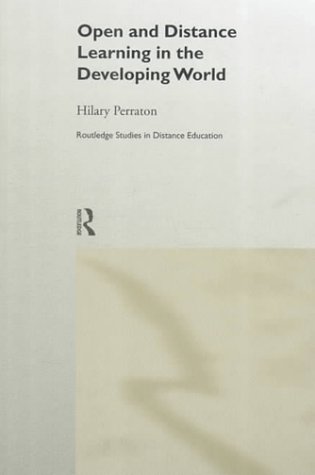 Open and Distance
Learning in the
Developing World
Hilary Perraton
Routledge Studies in Distance Education
ROUTLEDGE